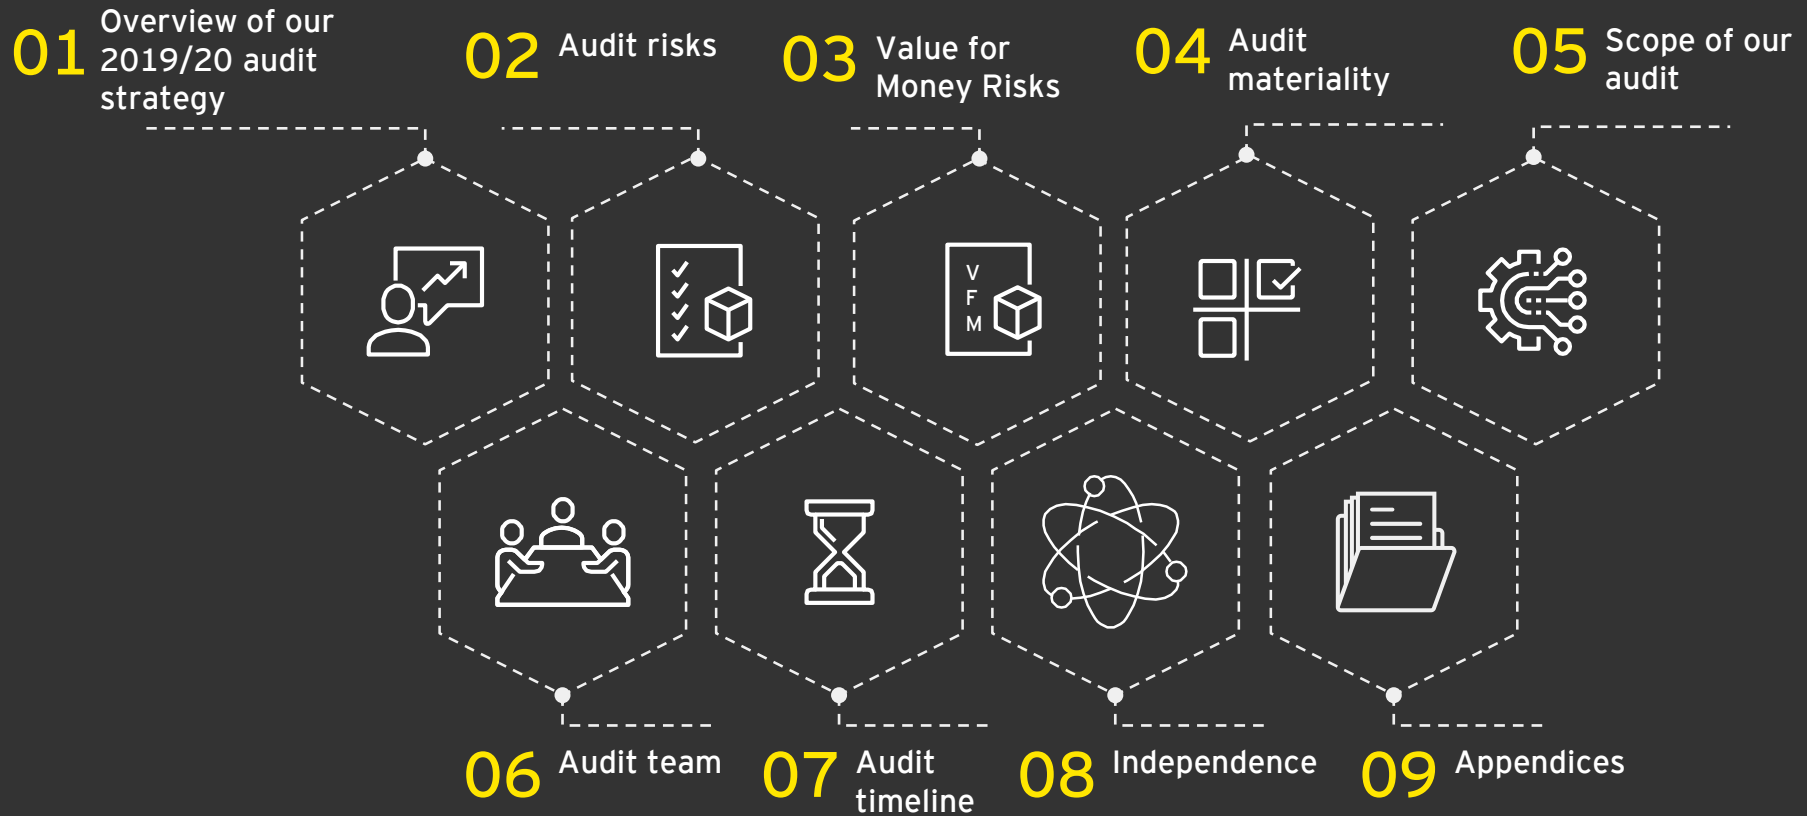 01
Overview of our
2019/20 audit
strategy
02
Audit risks
03
Value for
Money Risks
04
Audit
materiality
05
Scope of our
audit
V
F
M
06
Audit team
07
Audit
timeline
08
Independence
09
Appendices